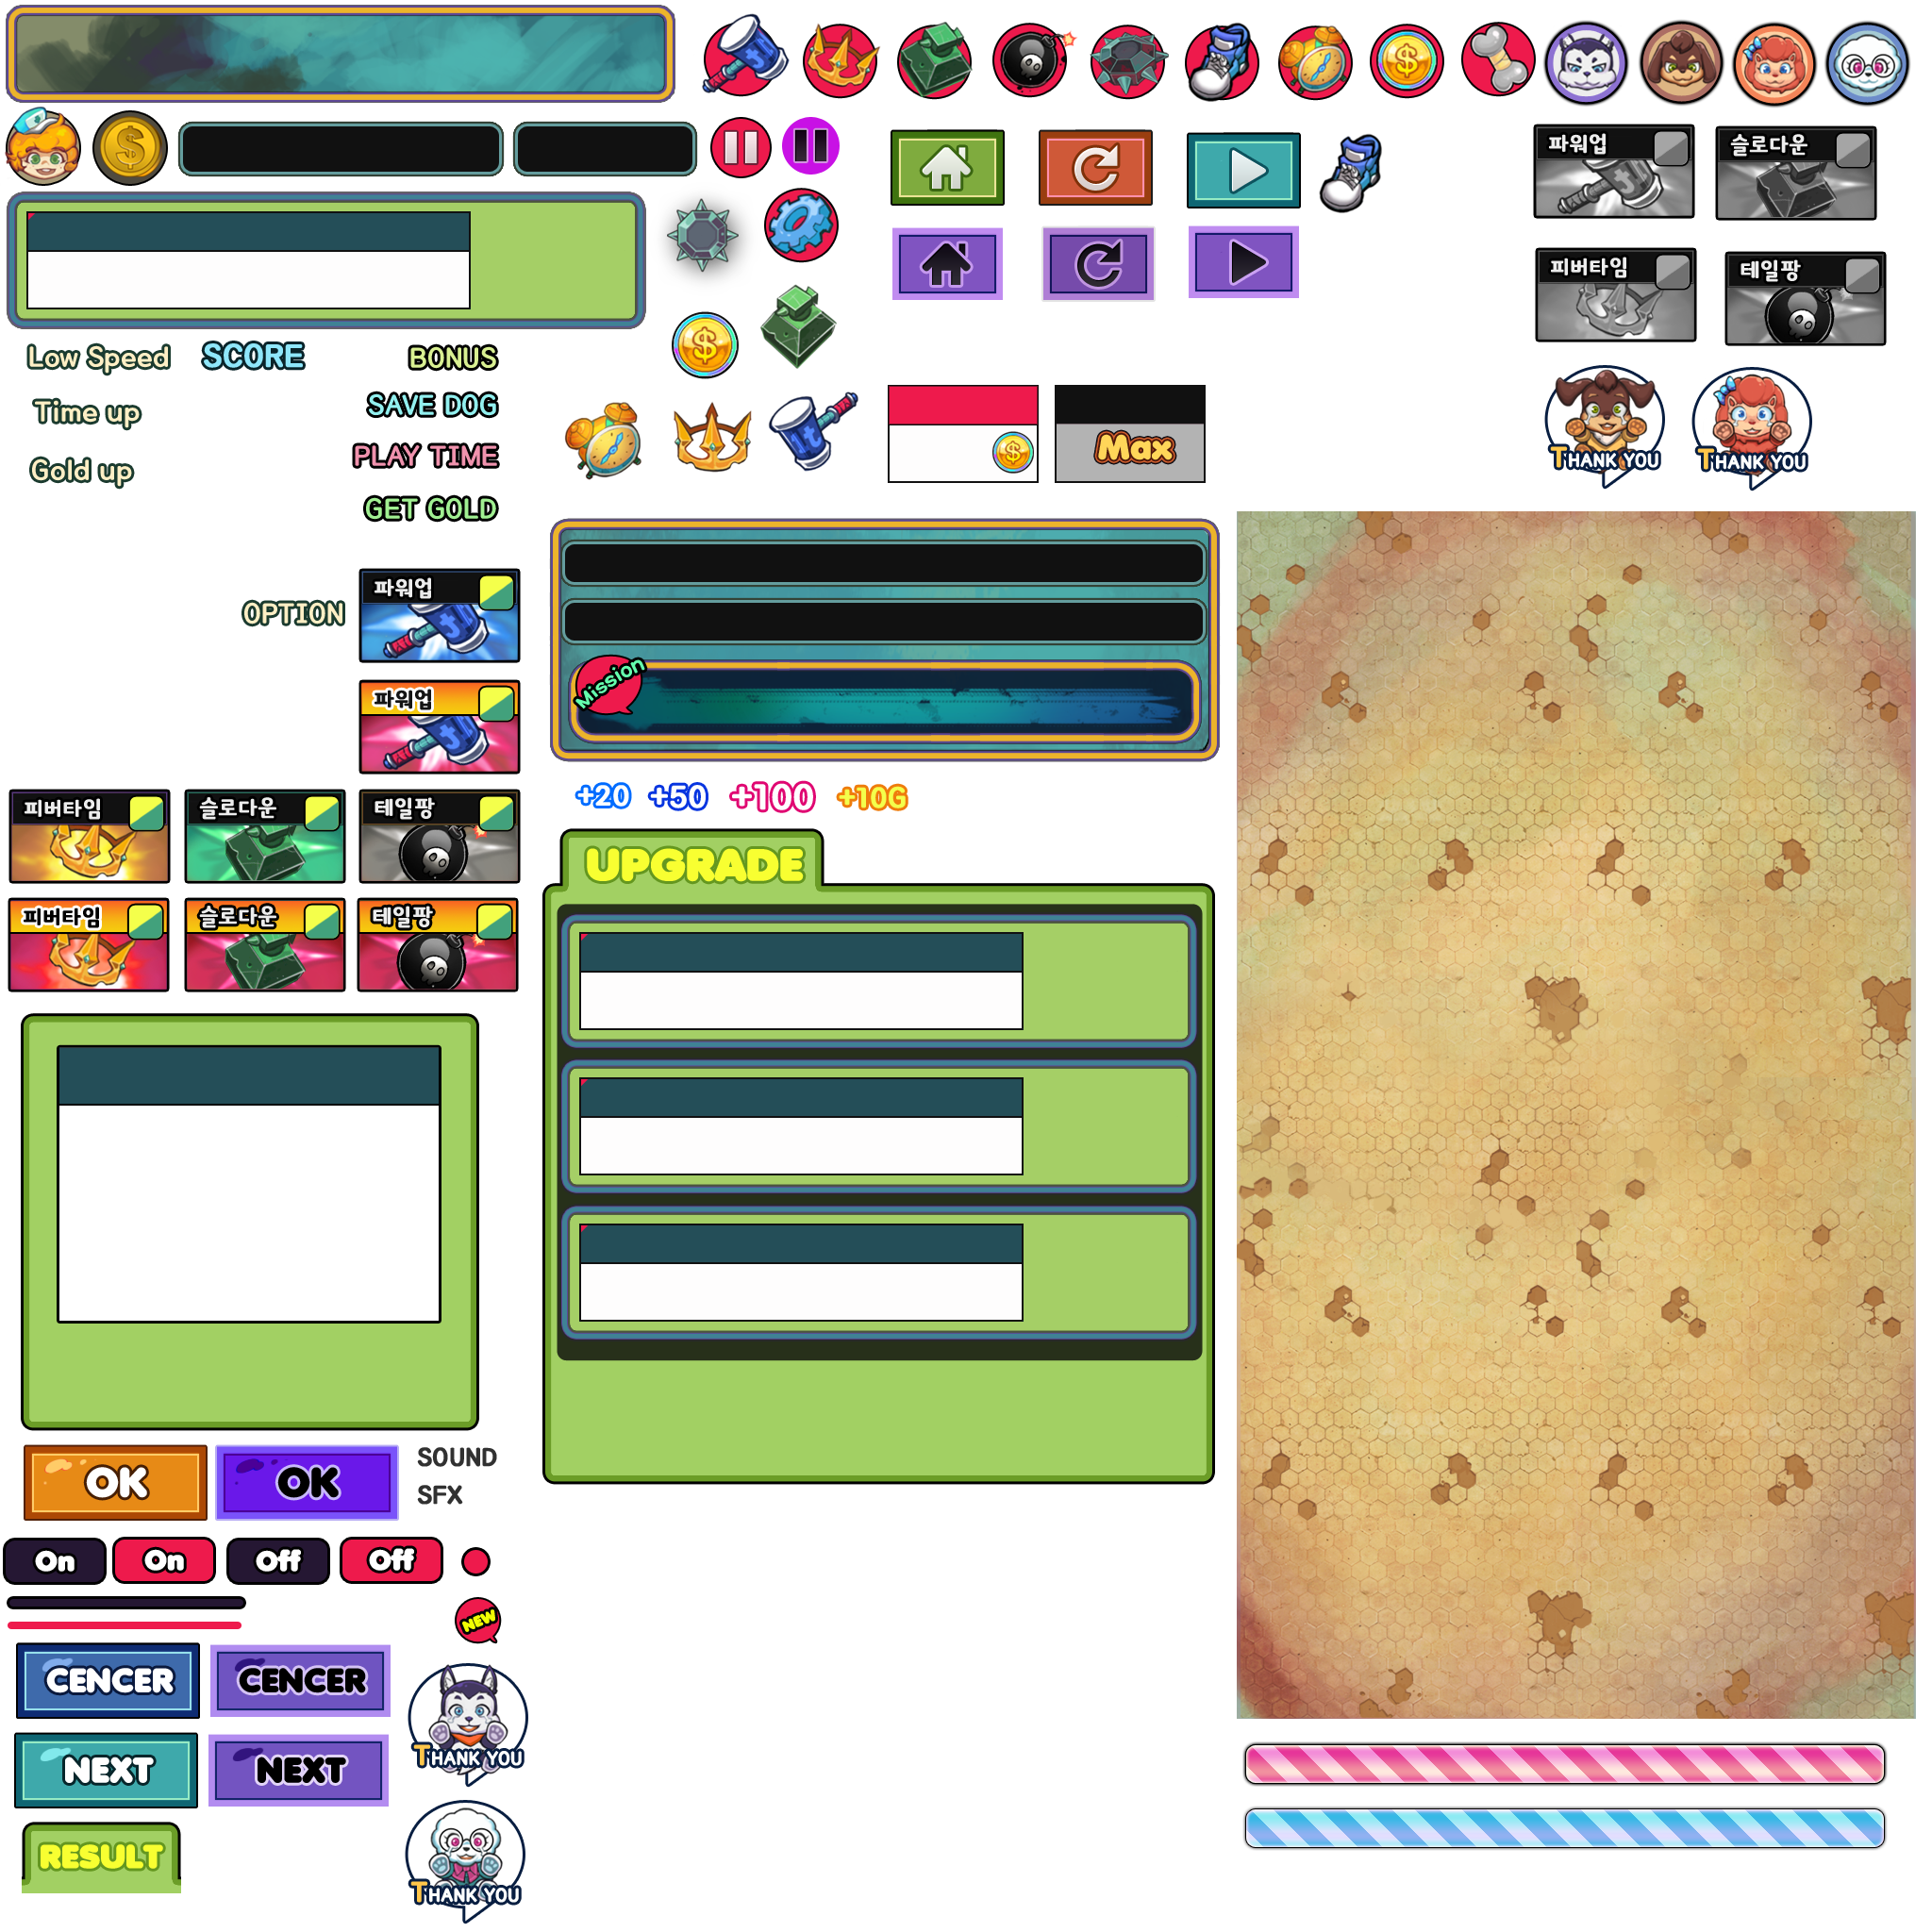 파워업
슬로다운
피버타임
테일팡
Low Speed
SCORE
BONUS
Time up
SAVE DOG
Gold up
PLAY TIME
GET GOLD
1t
Max
THANK YOU
THANK YOU
OPTION
파워업
파워업
Mission
+20
+50
+100
+10G
피버타임
슬로다운
테일팡
UPGRADE
피버타임
슬로다운
테일팡
OK
OK
SOUND
SFX
On
On
Off
Off
NEW
CENCER
CENCER
THANK YOU
NEXT
NEXT
RESULT
THANK YOU